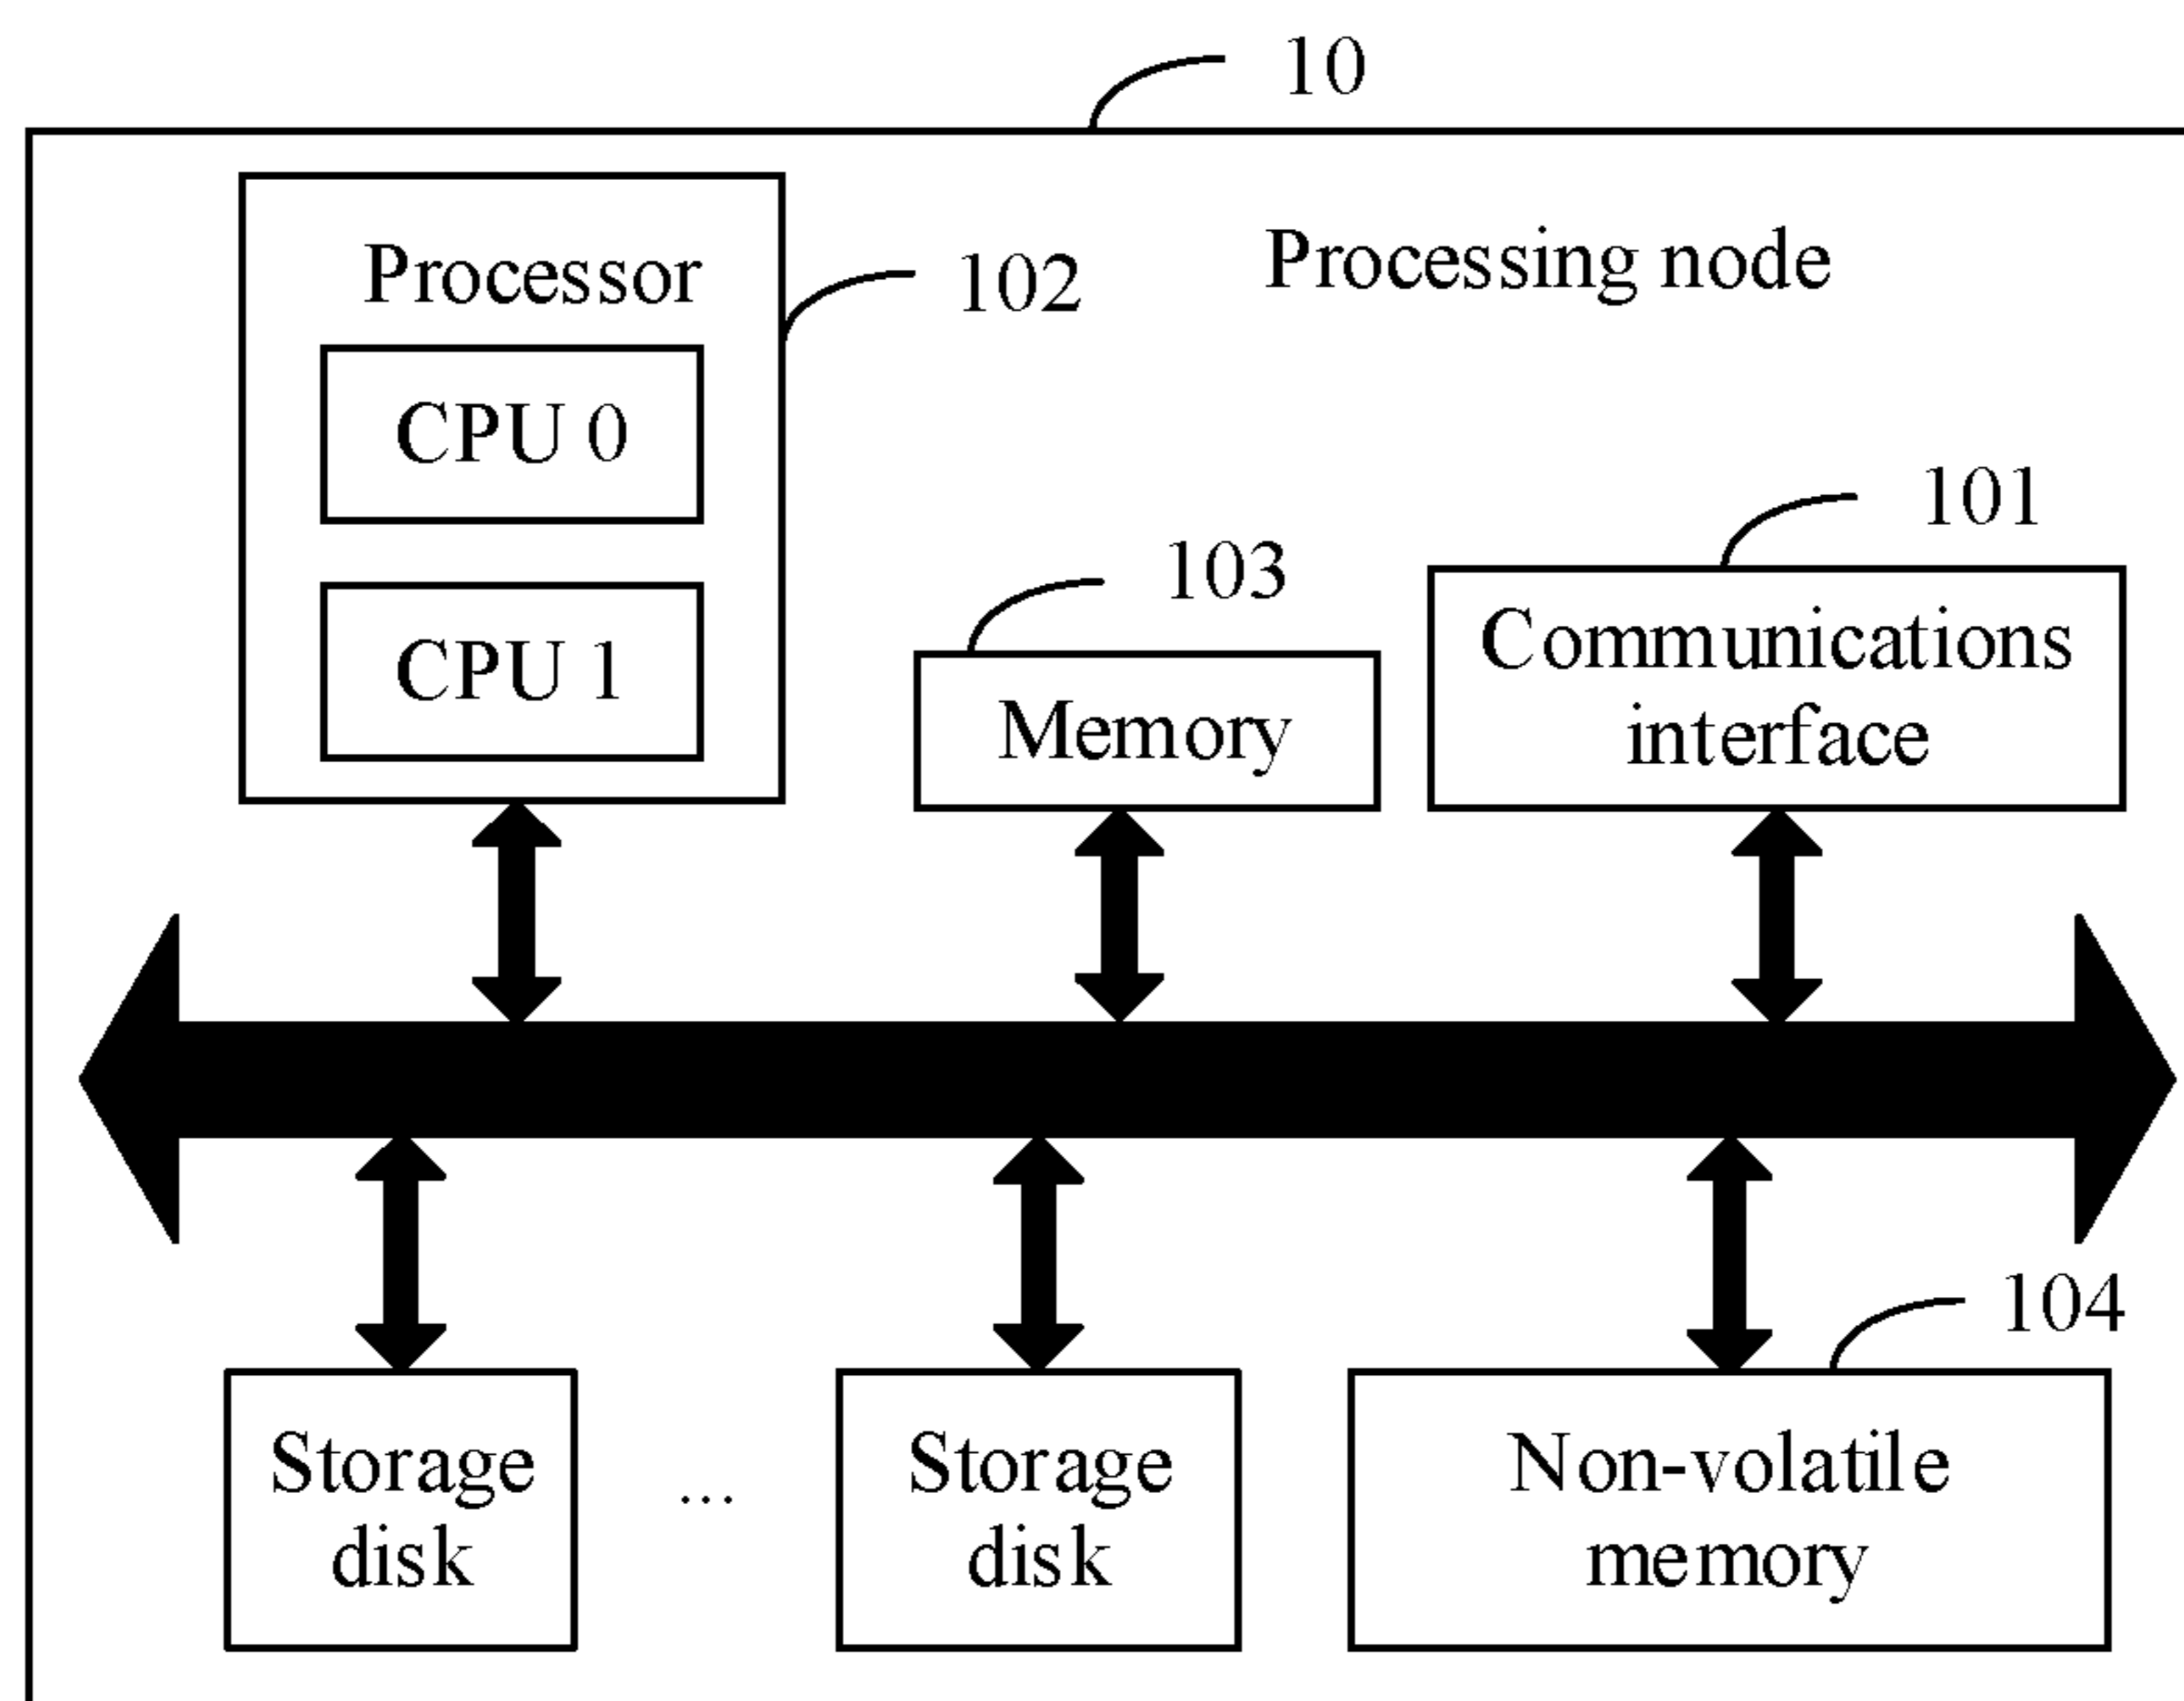 10
Processor
102
Processing node
CPU 0
101
103
Communications
interface
CPU 1
Memory
104
Storage
disk
...
Storage
disk
Non-volatile
memory